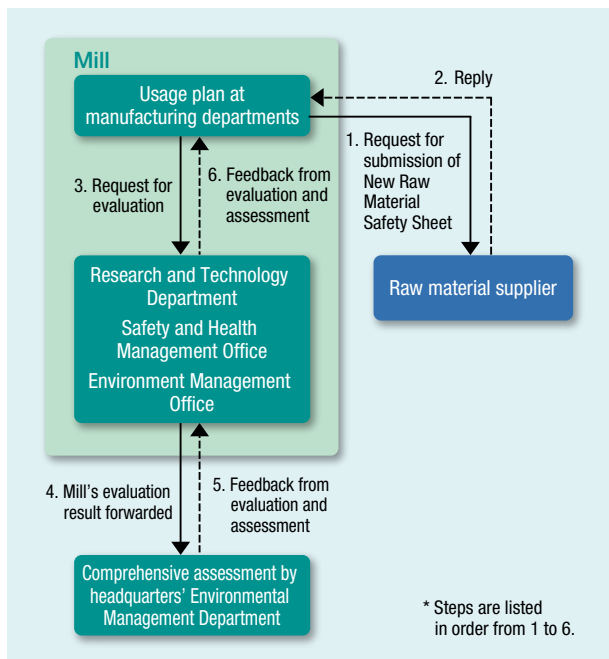 Mill
Usage plan at
manufacturing departments
2. Reply
1. Request for
submission of
New Raw
Material
Safety Sheet
3. Request for
evaluation
6. Feedback from
evaluation and
assessment
Research and Technology
Department
Safety and Health
Management Office
Environment Management
Office
Raw material supplier
4. Mill's evaluation
result forwarded
5. Feedback from
evaluation and
assessment
Comprehensive assessment by
headquarters' Environmental
Management Department
* Steps are listed
in order from 1 to 6.